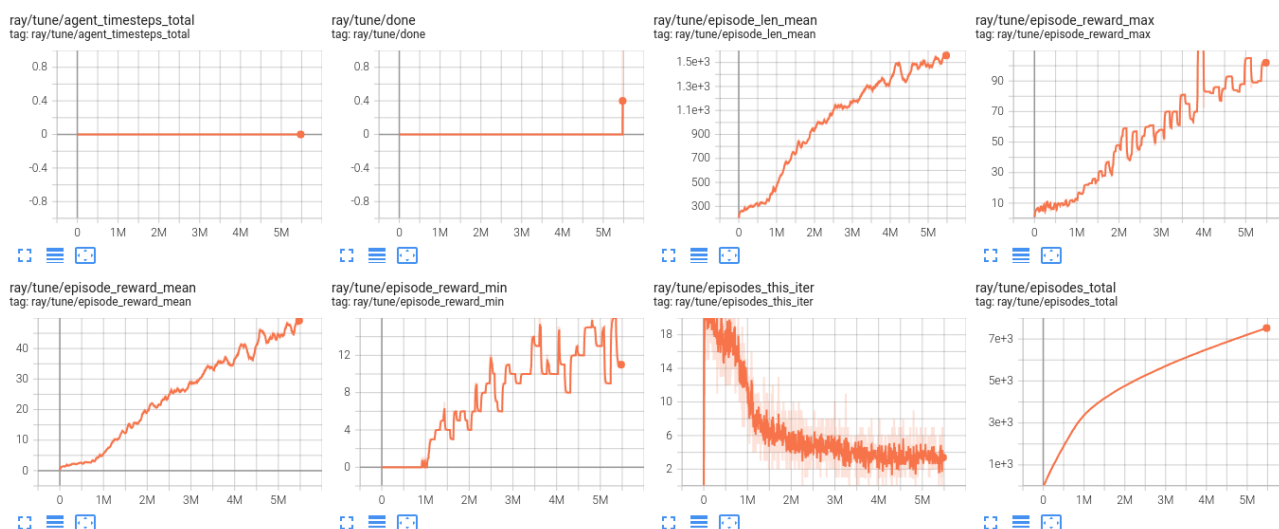 ray/tune/agent_timesteps_total
tag: ray/tune/agent_timesteps_total
0.8
0.4
0
-0.4
-0.8
0 1M 2M 3M 4M 5M
ray/tune/done
tag: ray/tune/done
0.8
0.4
0
-0.4
-0.8
0 1M 2M 3M 4M 5M
ray/tune/episode_len_mean
tag: ray/tune/episode_len_mean
1.5e+3
1.3e+3
1.1e+3
900
700
500
300
0 1M 2M 3M 4M 5M
ray/tune/episode_reward_max
tag: ray/tune/episode_reward_max
90
70
50
30
10
0 1M 2M 3M 4M 5M
ray/tune/episode_reward_mean
tag: ray/tune/episode_reward_mean
40
30
20
10
0
0 1M 2M 3M 4M 5M
ray/tune/episode_reward_min
tag: ray/tune/episode_reward_min
12
8
4
0
0 1M 2M 3M 4M 5M
ray/tune/episodes_this_iter
tag: ray/tune/episodes_this_iter
18
14
10
6
2
0 1M 2M 3M 4M 5M
ray/tune/episodes_total
tag: ray/tune/episodes_total
7e+3
5e+3
3e+3
1e+3
0 1M 2M 3M 4M 5M